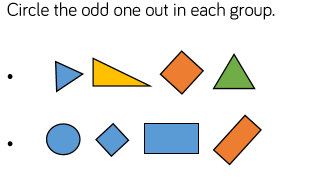 Circle the odd one out in each group.